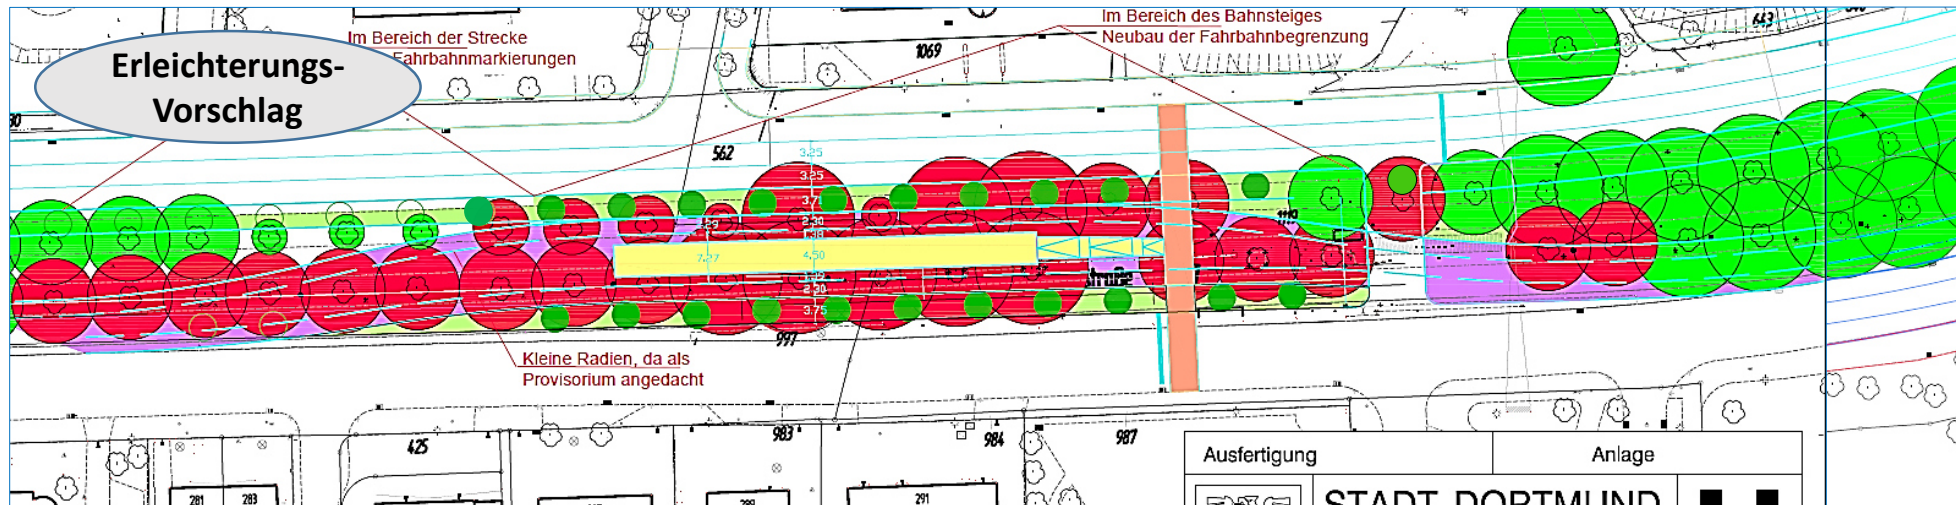 Im Bereich der Strecke
Fahrbahnmarkierungen
Erleichterungs-
Vorschlag
Im Bereich des Bahnsteiges
Neubau der Fahrbahnbegrenzung
1069
643
562
3.25
3.25
2.30
7.27
4.50
2.30
3.75
997
Kleine Radien, da als
Provisorium angedacht
425
983
984
987
281
283
291
Ausfertigung
Anlage
STADT DORTMUND